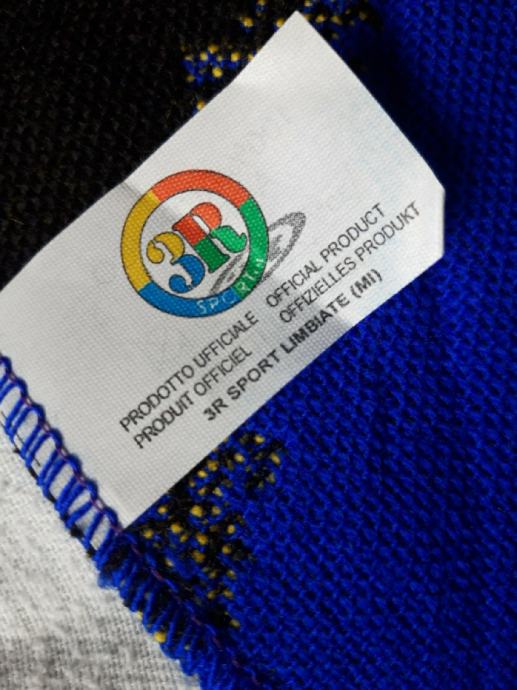 3R
SPORT
PRODOTTO UFFICIALE OFFICIAL PRODUCT
PRODUIT OFFICIEL OFFIZIELLES PRODUKT
3R SPORT LIMBIATE (MI)